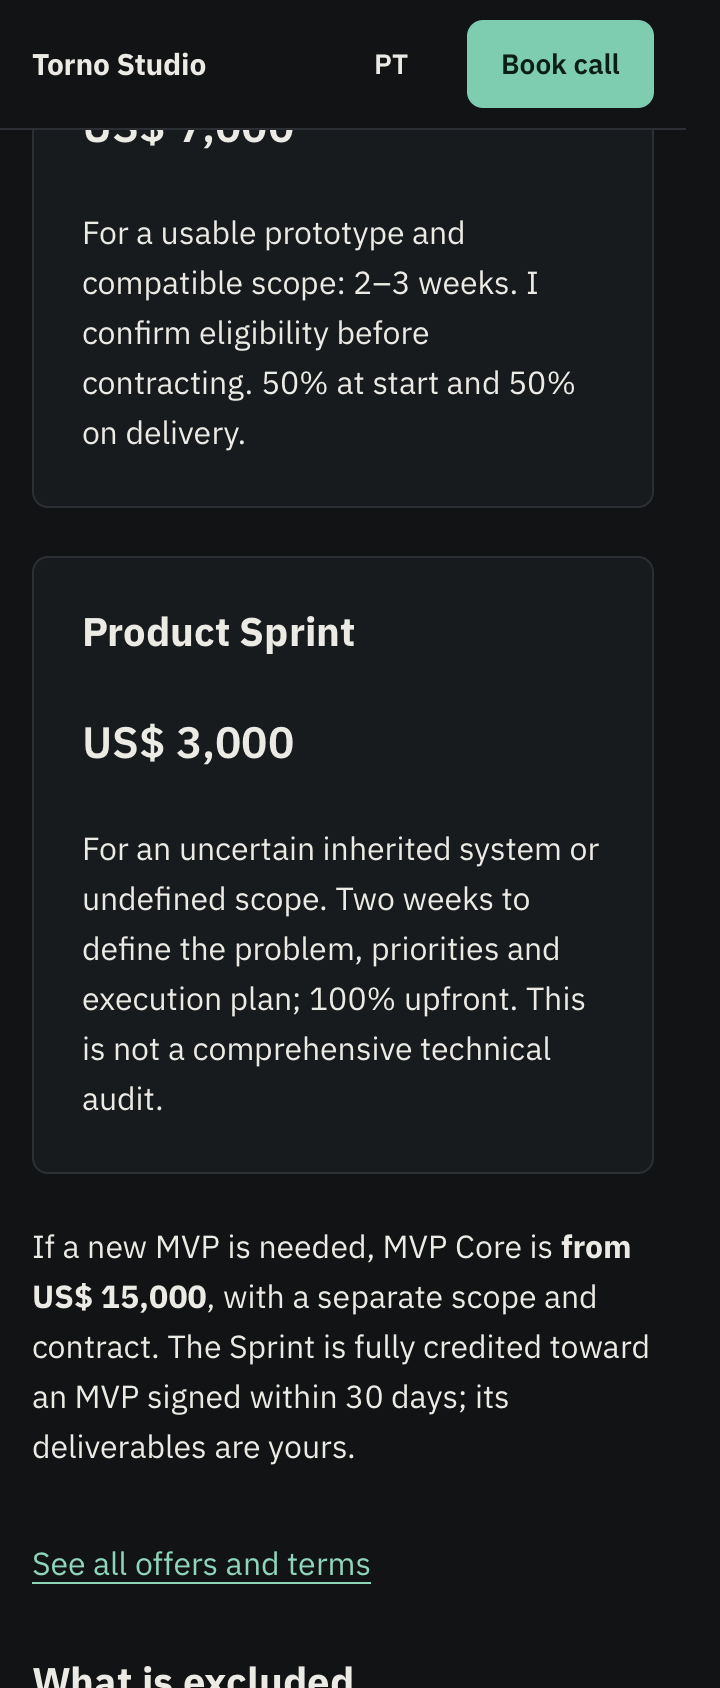 Torno Studio
PT
Book call
US$ 7,000
For a usable prototype and
compatible scope: 2–3 weeks. I
confirm eligibility before
contracting. 50% at start and 50%
on delivery.
Product Sprint
US$ 3,000
For an uncertain inherited system or
undefined scope. Two weeks to
define the problem, priorities and
execution plan; 100% upfront. This
is not a comprehensive technical
audit.
If a new MVP is needed, MVP Core is from
US$ 15,000, with a separate scope and
contract. The Sprint is fully credited toward
an MVP signed within 30 days; its
deliverables are yours.
See all offers and terms
What is excluded